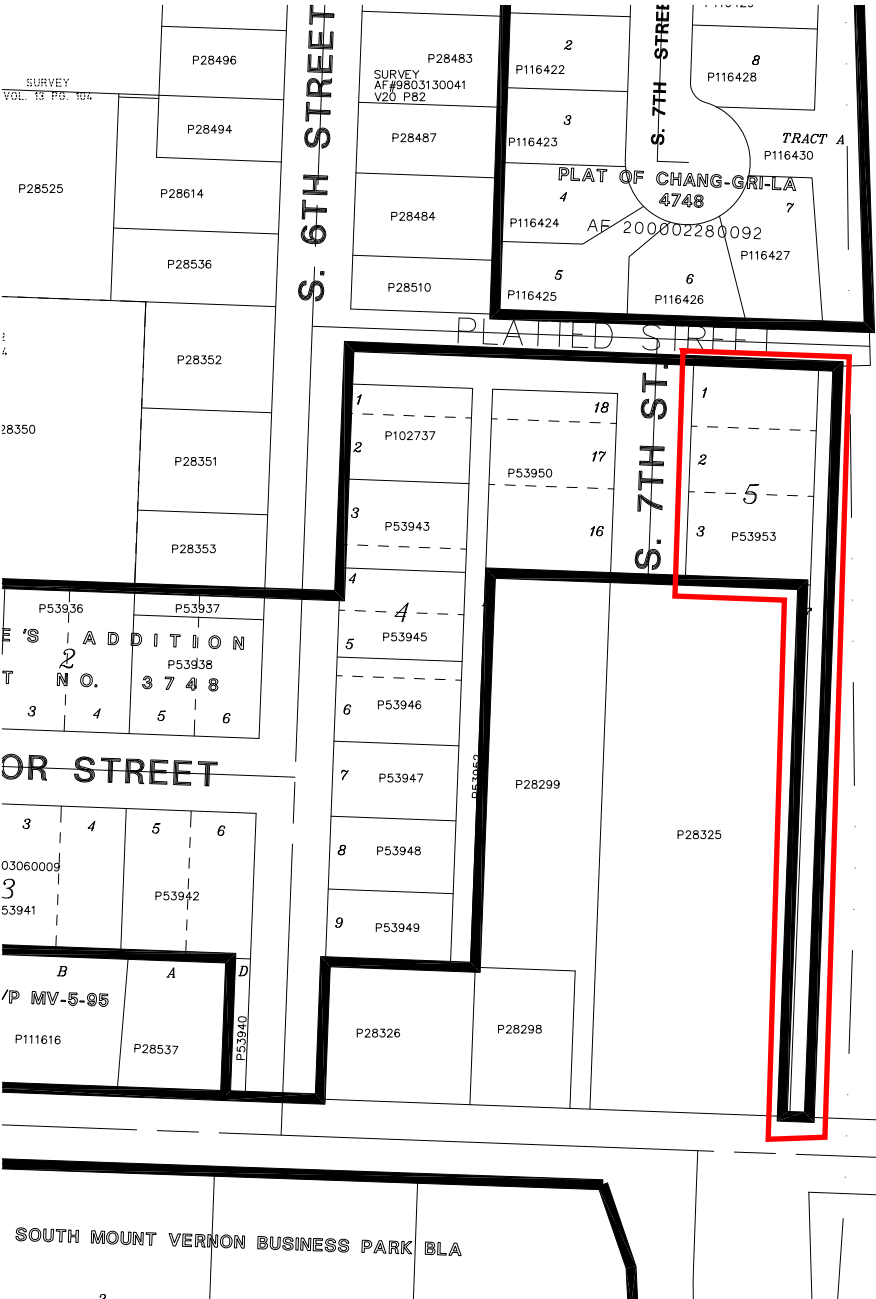 P28496
P28483
2
P116422
8
P116428
SURVEY
VOL. 13 PG. 104
SURVEY
AF#9803130041
V20 P82
S. 6TH STREET
S. 7TH STREE
P28494
P28487
3
P116423
TRACT A
P116430
P28525
P28614
PLAT OF CHANG-GRI-LA
4748
AF 200002280092
P28484
4
P116424
7
P116427
P28536
P28510
5
P116425
6
P116426
PLATTED STREET
P28352
1
P102737
2
18
17
P53950
16
S. 7TH ST.
1
2
5
3
P53953
28350
P28351
3
P53943
P28353
4
4
P53945
5
P53936
P53937
E'S ADDITION
2
P53938
T NO. 3748
3
4
5
6
6
P53946
OR STREET
7
P53947
P53952
P28299
P28325
3
4
5
6
8
P53948
03060009
3
53941
P53942
9
P53949
B
A
D
/P MV-5-95
P111616
P28537
P53940
P28326
P28298
SOUTH MOUNT VERNON BUSINESS PARK BLA